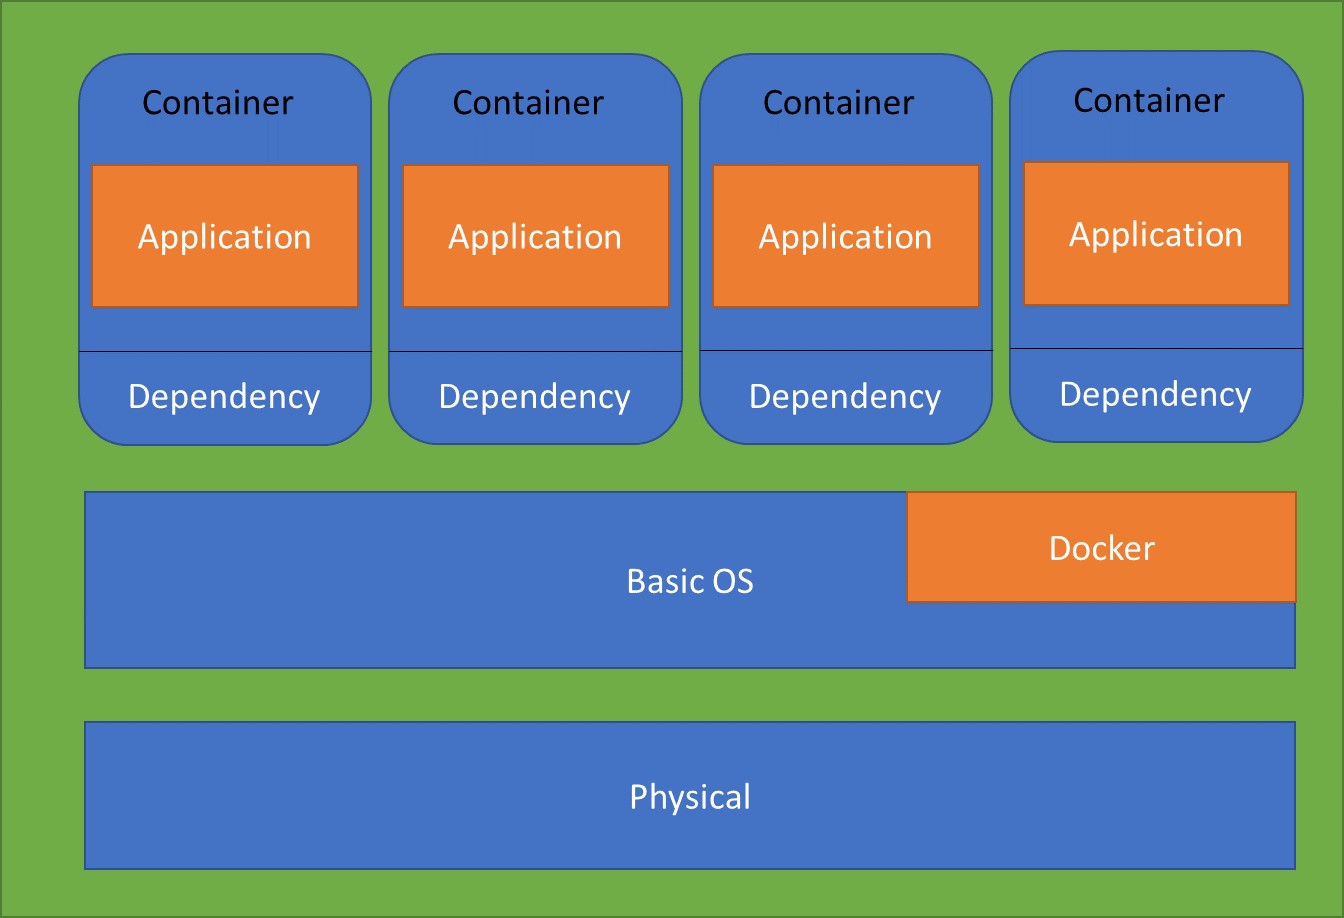 Container
Container
Container
Container
Application
Application
Application
Application
Dependency
Dependency
Dependency
Dependency
Docker
Basic OS
Physical